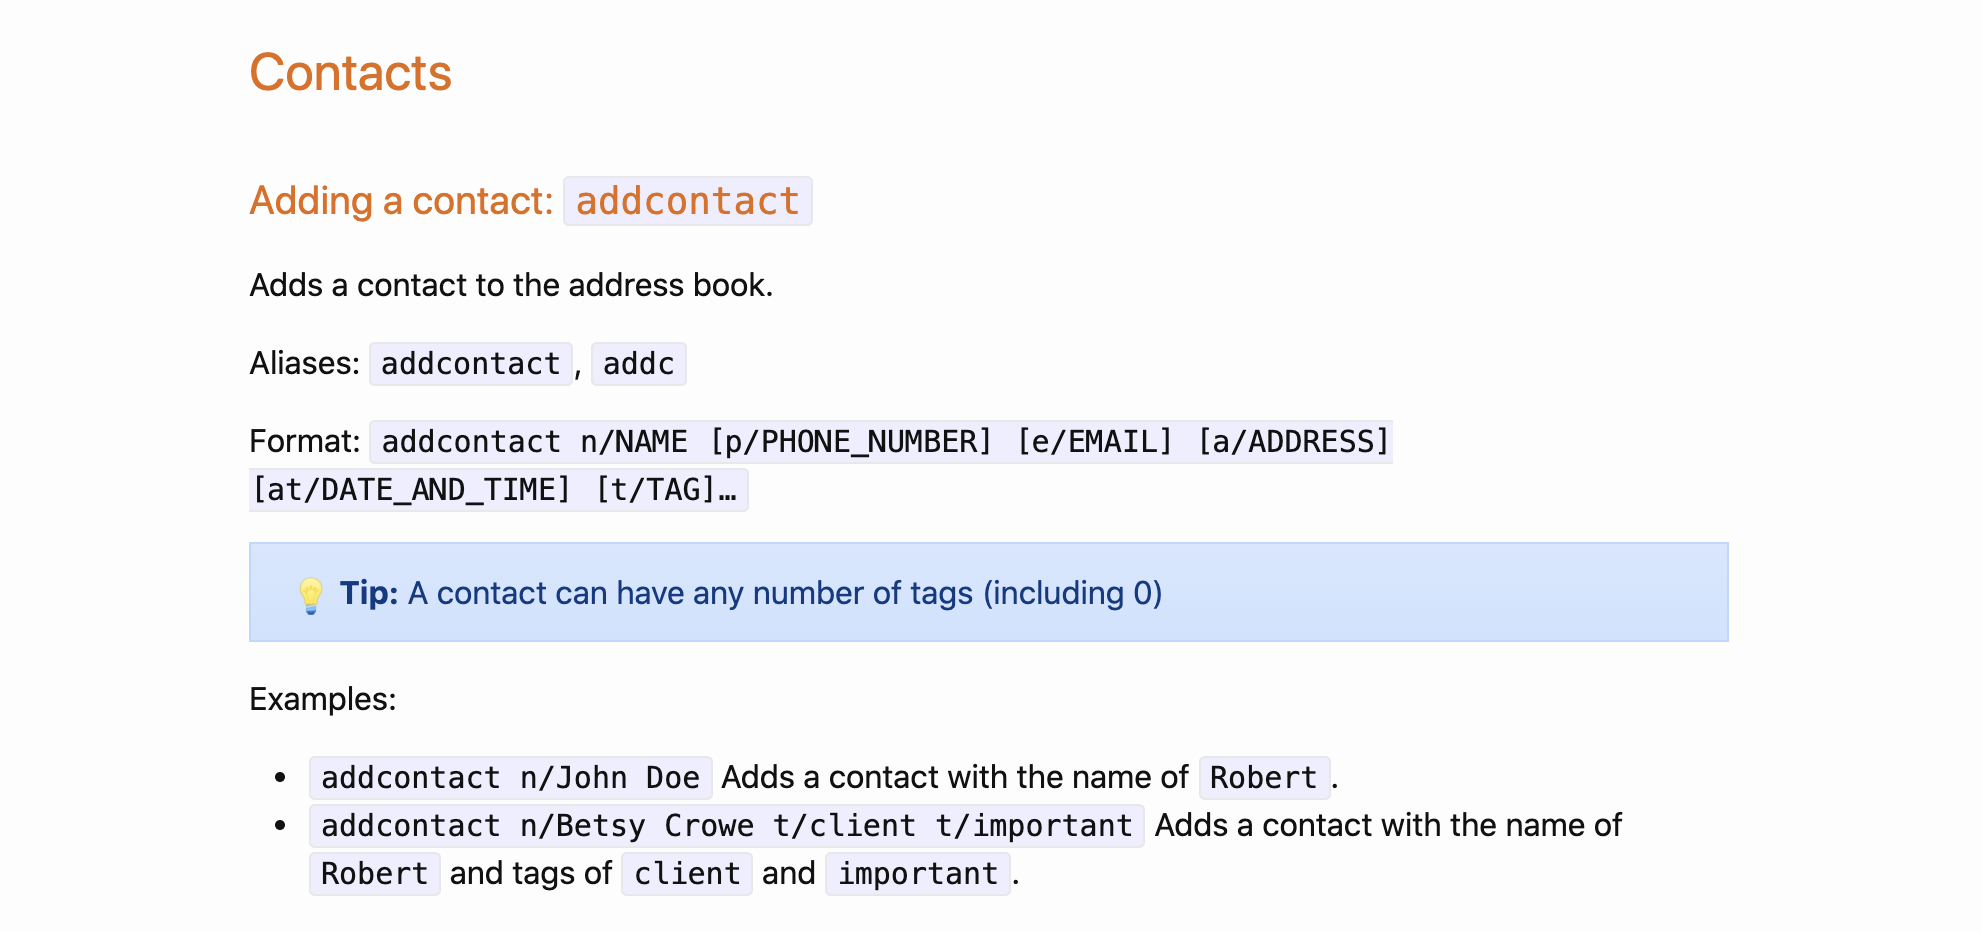 Contacts
Adding a contact: addcontact
Adds a contact to the address book.
Aliases: addcontact, addc
Format: addcontact n/NAME [p/PHONE_NUMBER] [e/EMAIL] [a/ADDRESS]
[at/DATE_AND_TIME] [t/TAG]…
💡 Tip: A contact can have any number of tags (including 0)
Examples:
• addcontact n/John Doe Adds a contact with the name of Robert.
• addcontact n/Betsy Crowe t/client t/important Adds a contact with the name of
Robert and tags of client and important.